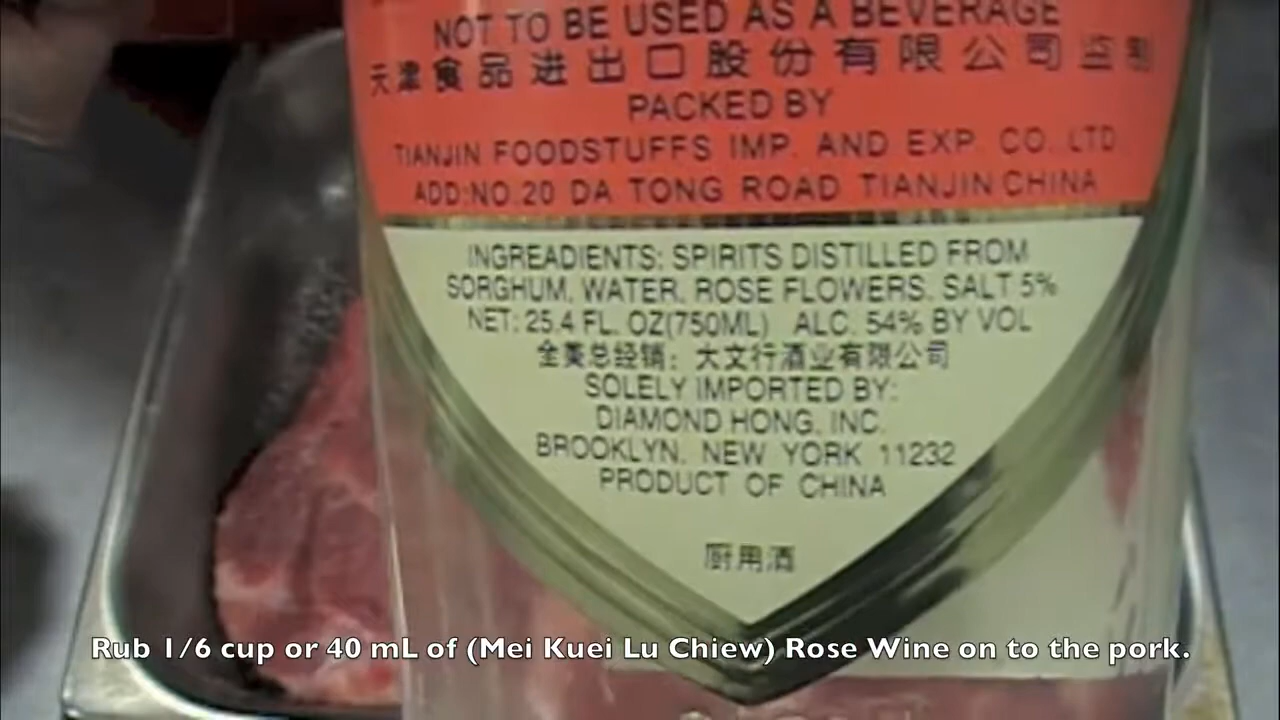 NOT TO BE USED AS A BEVERAGE
天津食品进出口股份有限公司监制
PACKED BY
TIANJIN FOODSTUFFS IMP. AND EXP. CO. LTD
ADD:NO.20 DA TONG ROAD TIANJIN CHINA
INGREADIENTS: SPIRITS DISTILLED FROM
SORGHUM, WATER, ROSE FLOWERS, SALT 5%
NET: 25.4 FL. OZ(750ML) ALC. 54% BY VOL
全美总经销：大文行酒业有限公司
SOLELY IMPORTED BY:
DIAMOND HONG, INC.
BROOKLYN, NEW YORK 11232
PRODUCT OF CHINA
厨用酒
Rub 1/6 cup or 40 mL of (Mei Kuei Lu Chiew) Rose Wine on to the pork.